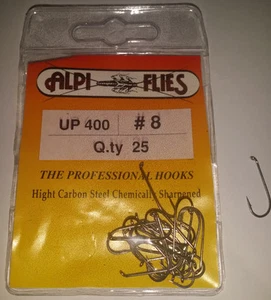 ALPI FLIES
UP 400 # 8
Q.ty 25
THE PROFESSIONAL HOOKS
Hight Carbon Steel Chemically Sharpened